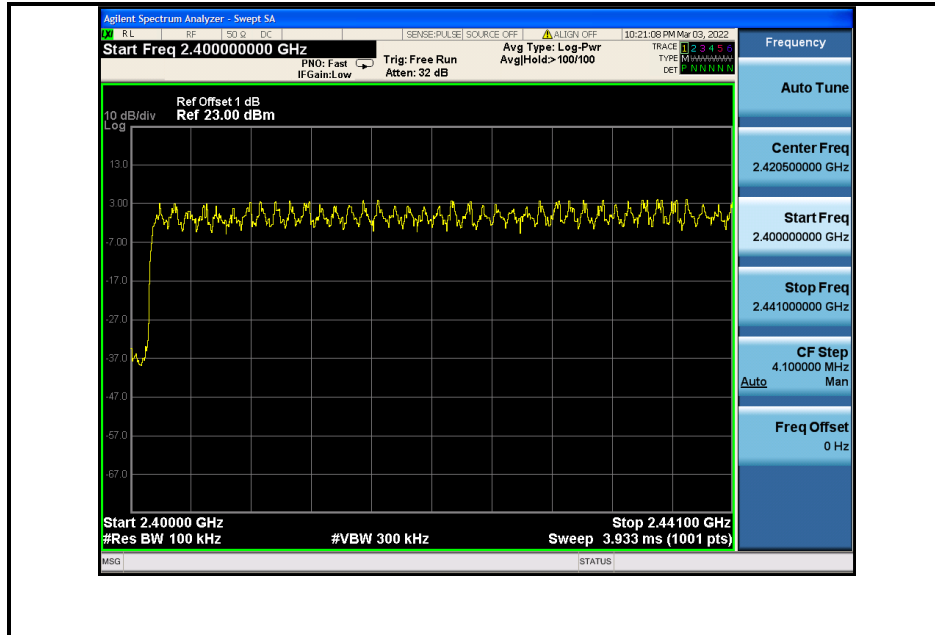 Agilent Spectrum Analyzer - Swept SA
LXI RL RF 50 Ω DC SENSE:PULSE SOURCE OFF ALIGN OFF 10:21:08 PM Mar 03, 2022
Start Freq 2.400000000 GHz
PNO: Fast
IFGain:Low
Trig: Free Run
Atten: 32 dB
Avg Type: Log-Pwr
Avg|Hold:> 100/100
TRACE 1 2 3 4 5 6
TYPE M WWWWW
DET P N N N N N
Frequency
Auto Tune
Center Freq
2.420500000 GHz
Start Freq
2.400000000 GHz
Stop Freq
2.441000000 GHz
CF Step
4.100000 MHz
Auto Man
Freq Offset
0 Hz
Ref Offset 1 dB
10 dB/div Ref 23.00 dBm
Log
13.0
3.00
-7.00
-17.0
-27.0
-37.0
-47.0
-57.0
-67.0
Start 2.40000 GHz Stop 2.44100 GHz
#Res BW 100 kHz #VBW 300 kHz Sweep 3.933 ms (1001 pts)
MSG STATUS